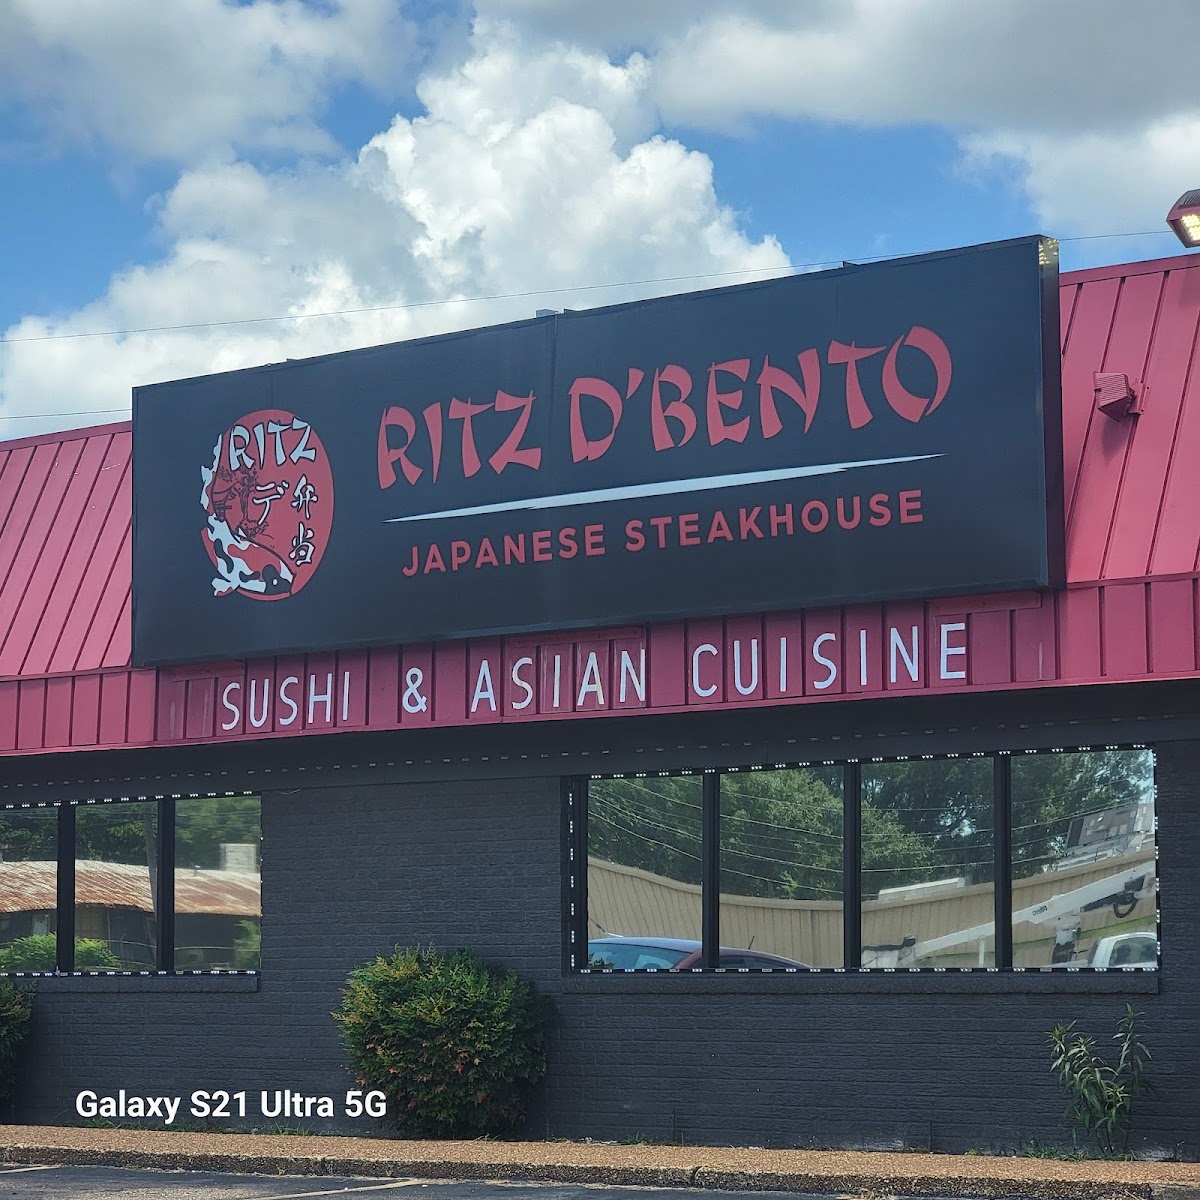 RITZ
デ
弁当
RITZ D'BENTO
JAPANESE STEAKHOUSE
SUSHI & ASIAN CUISINE
Galaxy S21 Ultra 5G